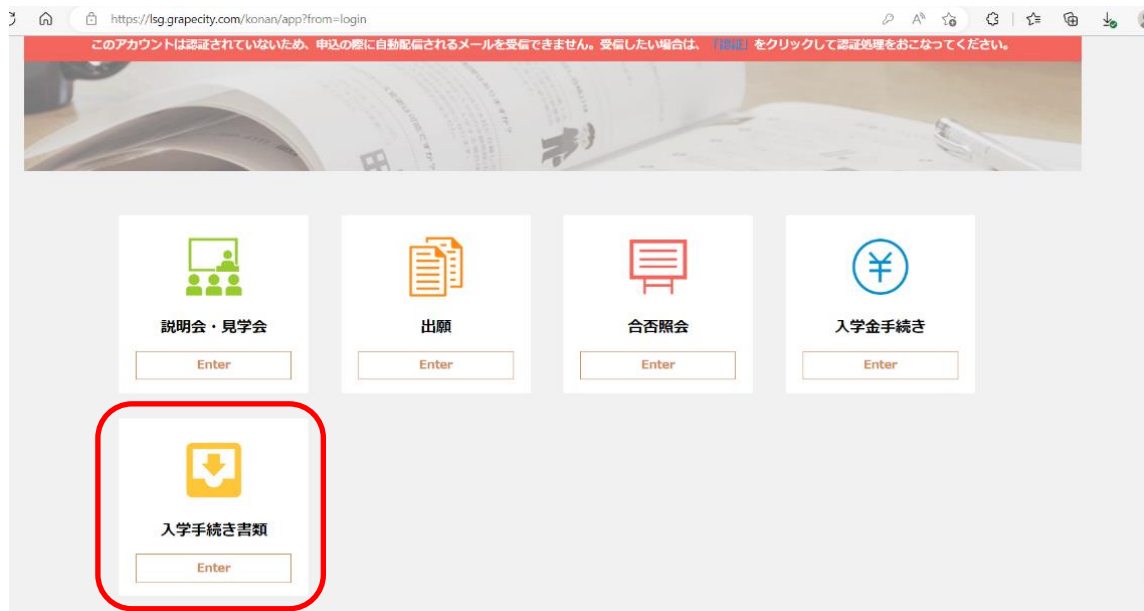 https://lsg.grapecity.com/konan/app?from=login
このアカウントは認証されていないため、申込の際に自動配信されるメールを受信できません。受信したい場合は、「認証」をクリックして認証処理をおこなってください。
説明会・見学会
出願
合否照会
入学金手続き
Enter
Enter
Enter
Enter
入学手続き書類
Enter